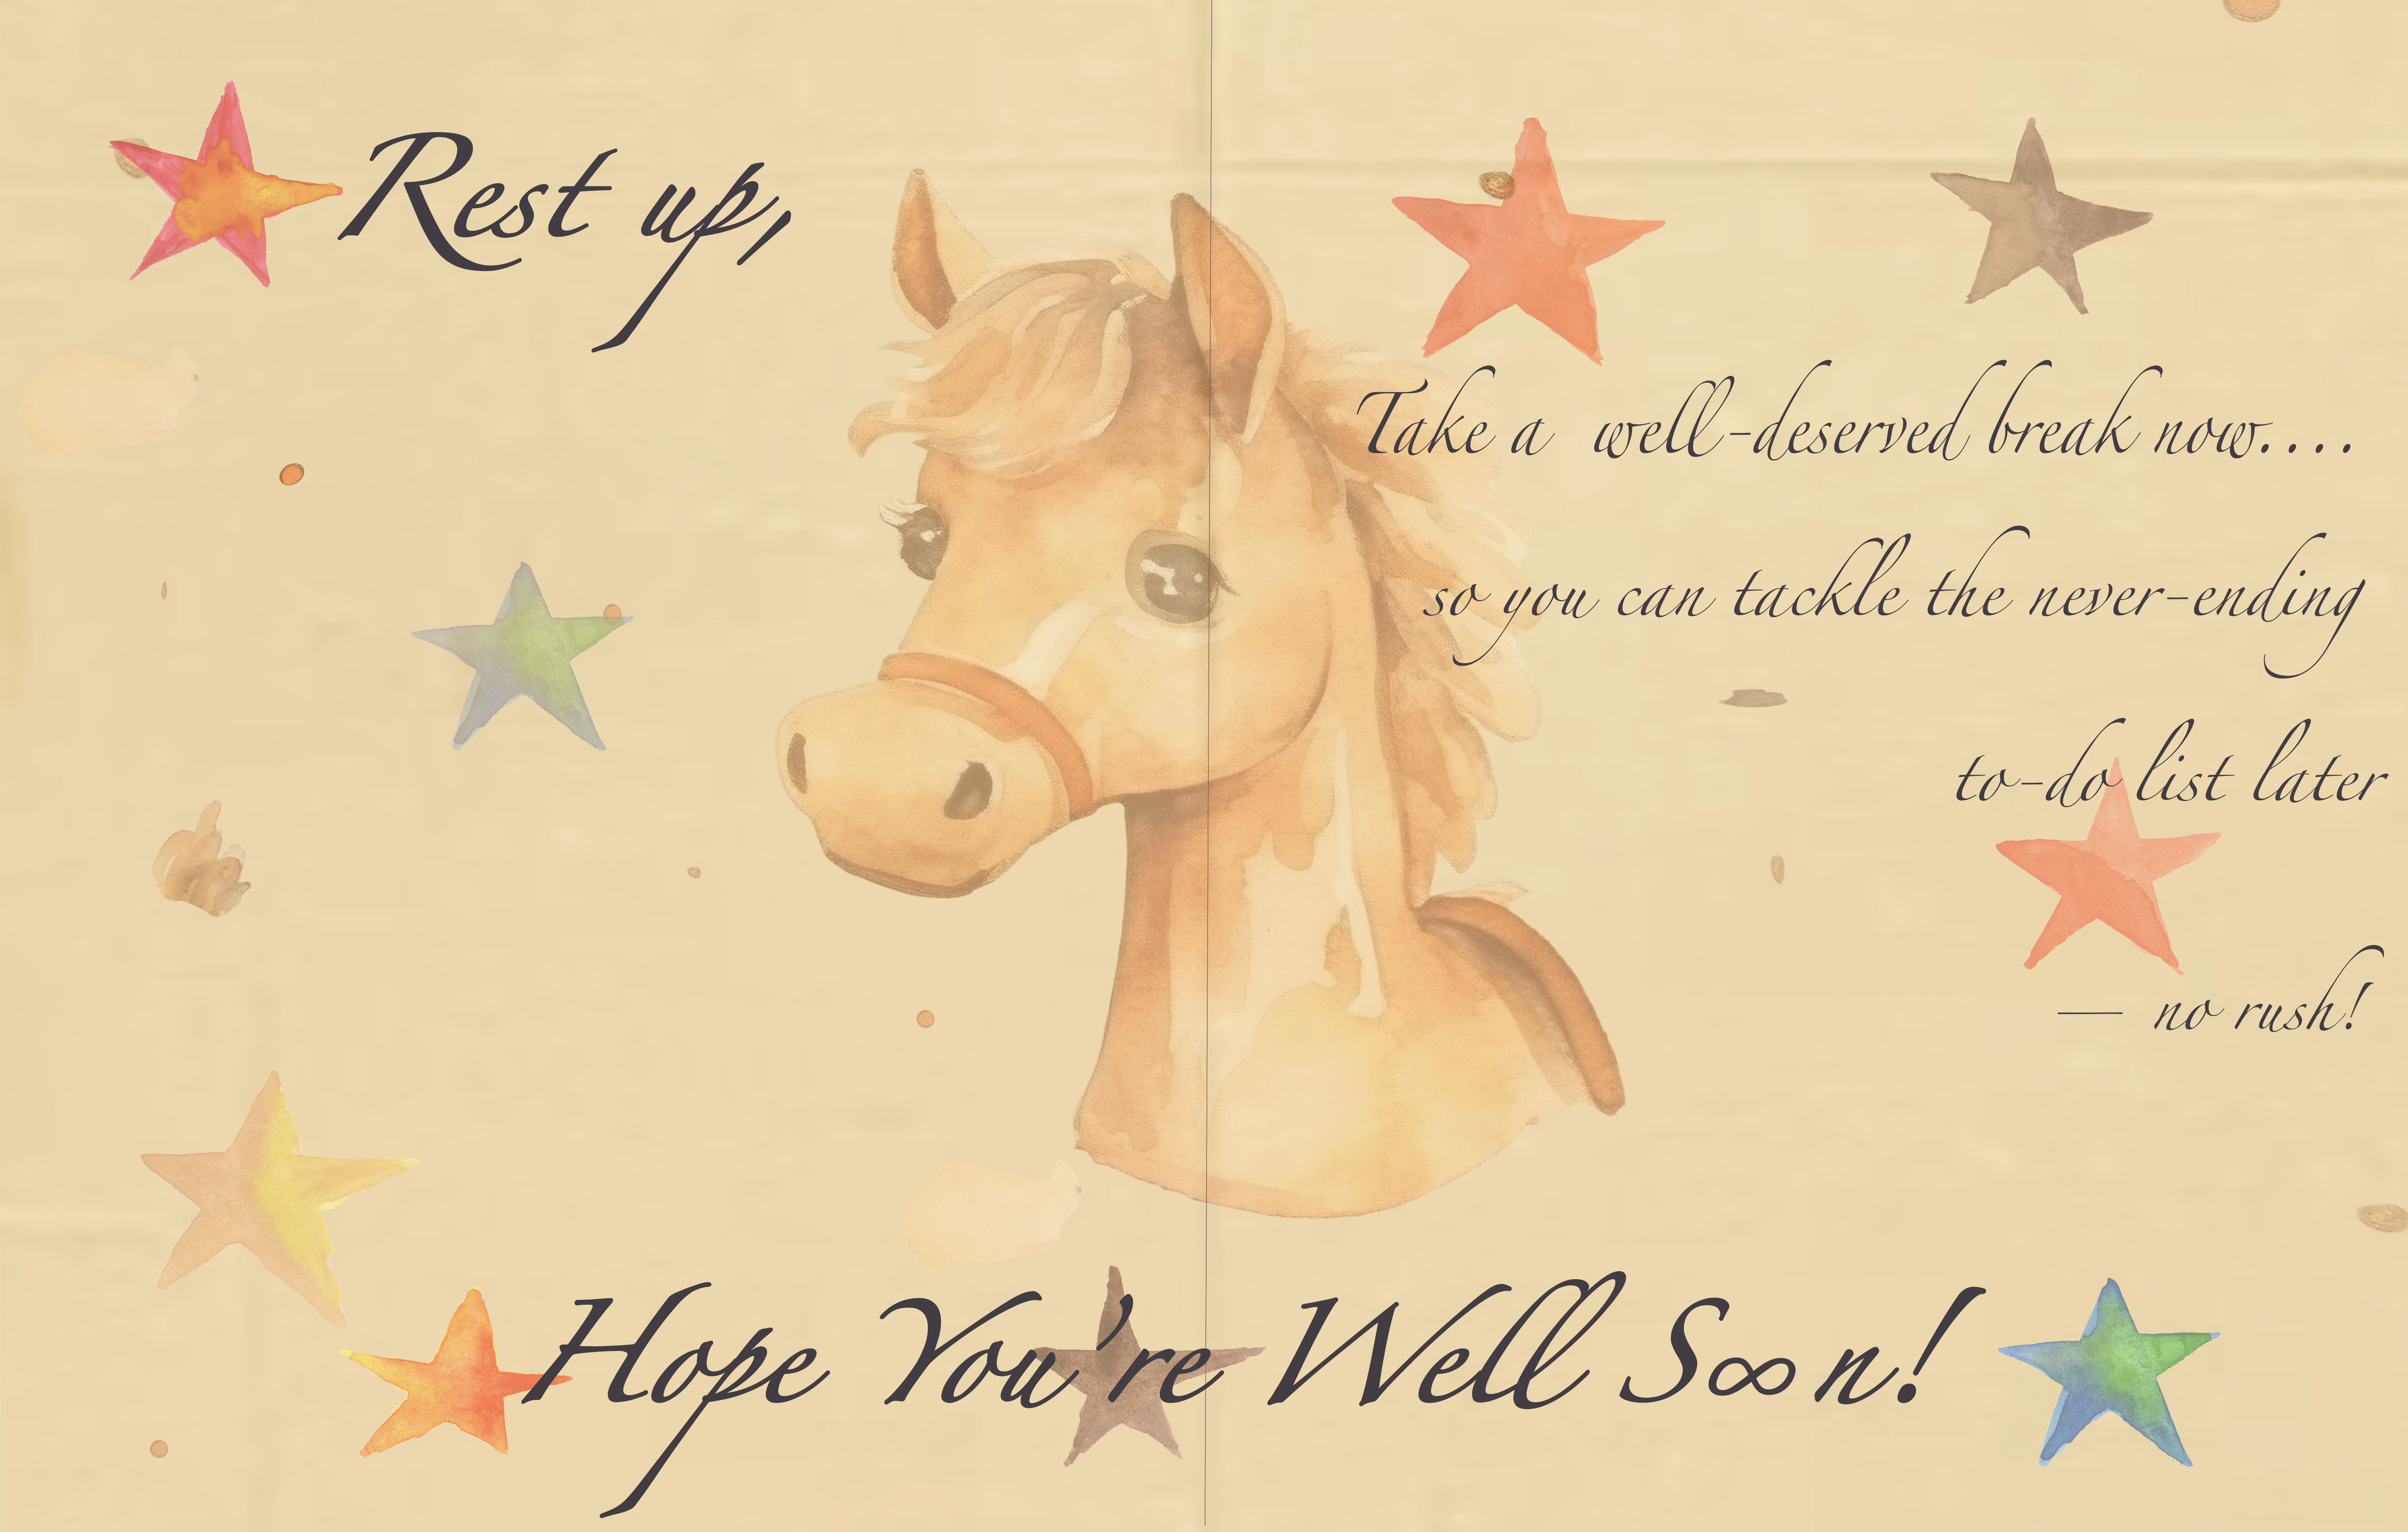 Rest up,
Take a well-deserved break now....
so you can tackle the never-ending
to-do list later
— no rush!
Hope You're Well S∞n!